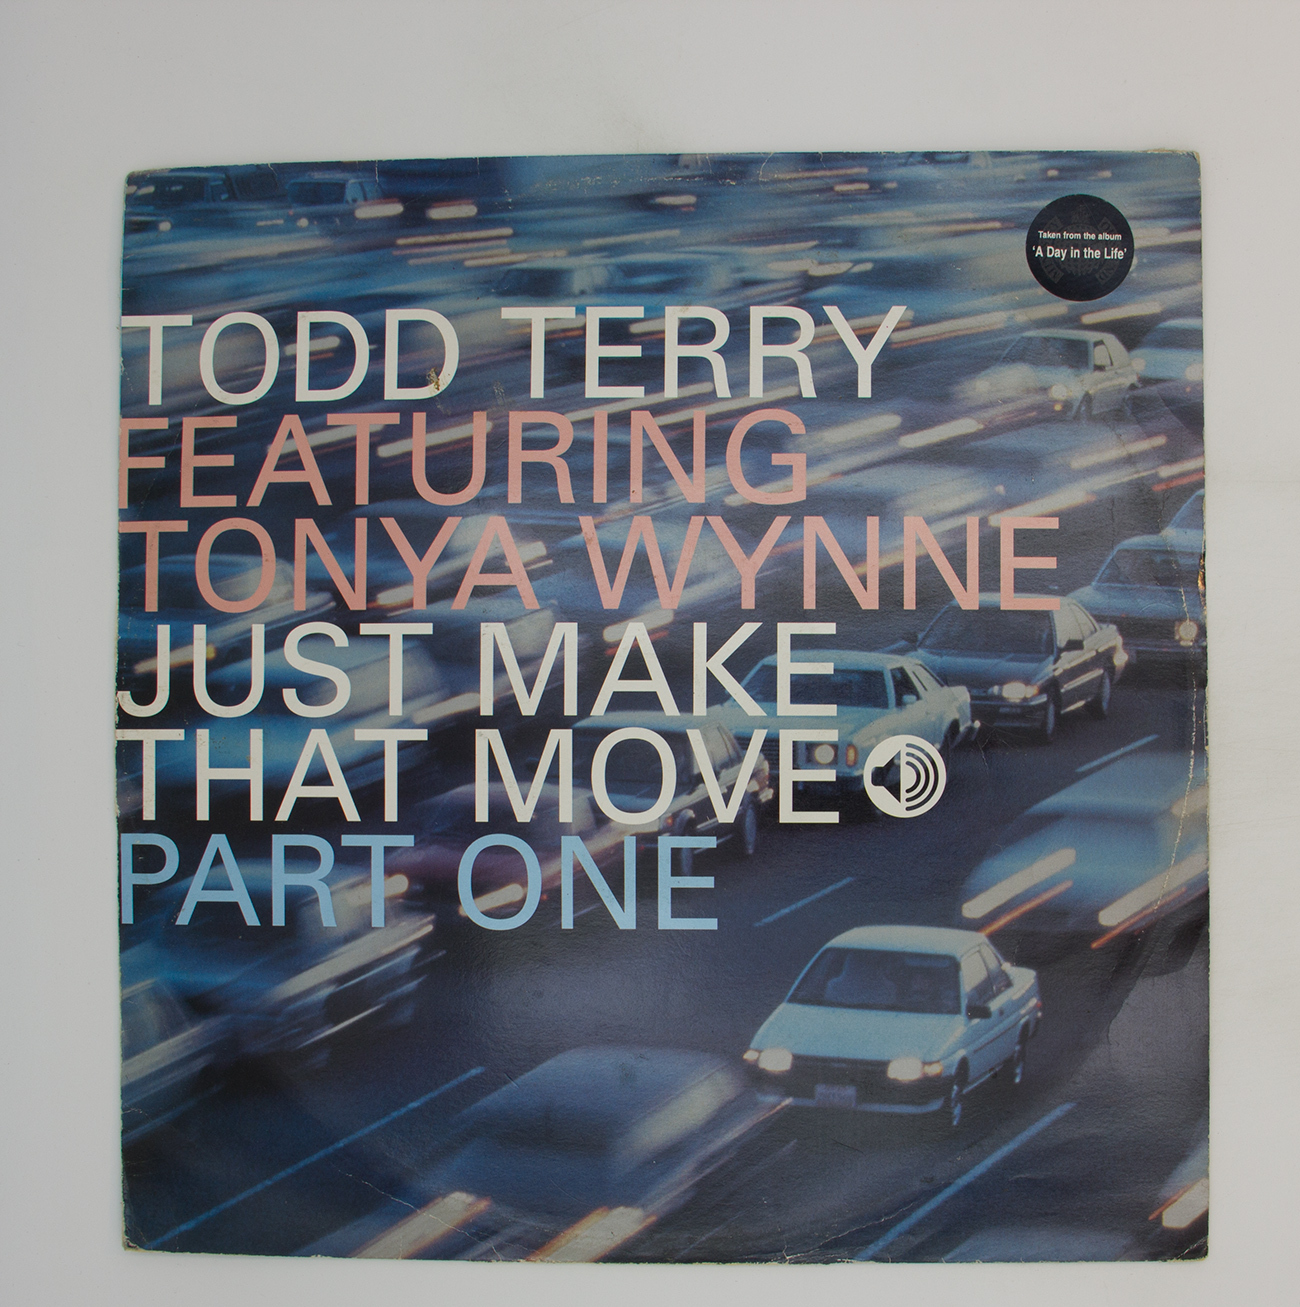 Taken from the album
'A Day in the Life'
TODD TERRY
FEATURING
TONYA WYNNE
JUST MAKE
THAT MOVE
PART ONE